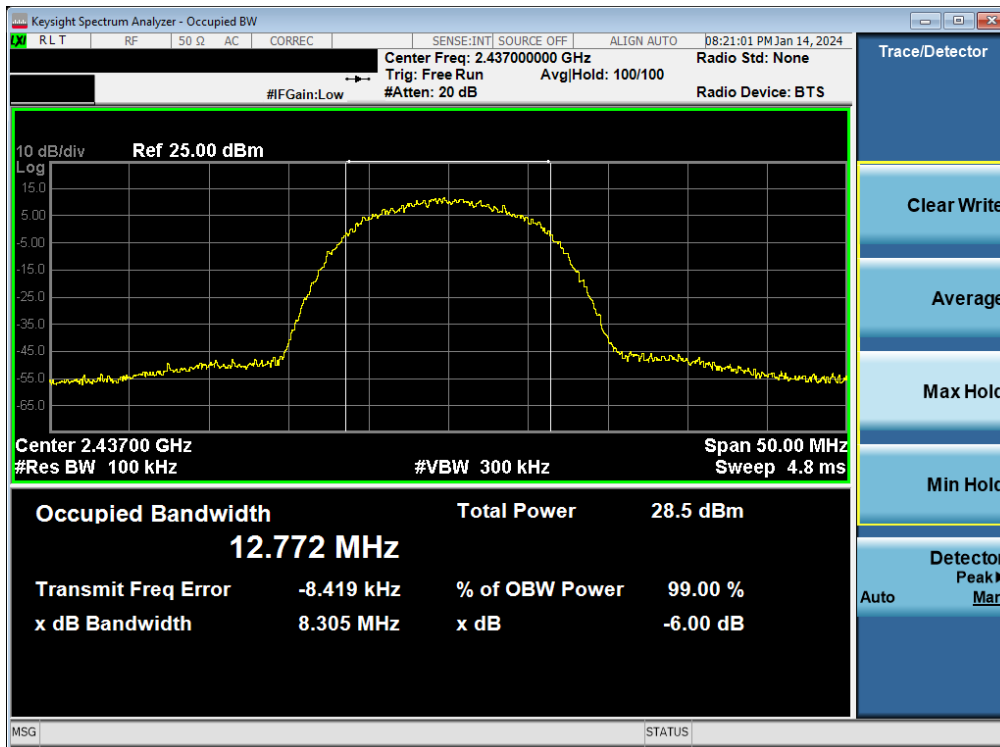 Keysight Spectrum Analyzer - Occupied BW
LXI RLT RF 50 Ω AC CORREC SENSE:INT SOURCE OFF ALIGN AUTO 08:21:01 PM Jan 14, 2024
Center Freq: 2.437000000 GHz Radio Std: None
Trig: Free Run Avg|Hold: 100/100
#IFGain:Low #Atten: 20 dB Radio Device: BTS
Trace/Detector
10 dB/div Ref 25.00 dBm
Log
15.0
5.00
-5.00
-15.0
-25.0
-35.0
-45.0
-55.0
-65.0
Center 2.43700 GHz Span 50.00 MHz
#Res BW 100 kHz #VBW 300 kHz Sweep 4.8 ms
Occupied Bandwidth Total Power 28.5 dBm
12.772 MHz
Transmit Freq Error -8.419 kHz % of OBW Power 99.00 %
x dB Bandwidth 8.305 MHz x dB -6.00 dB
Clear Write
Average
Max Hold
Min Hold
Detector
Peak
Auto Man
MSG STATUS